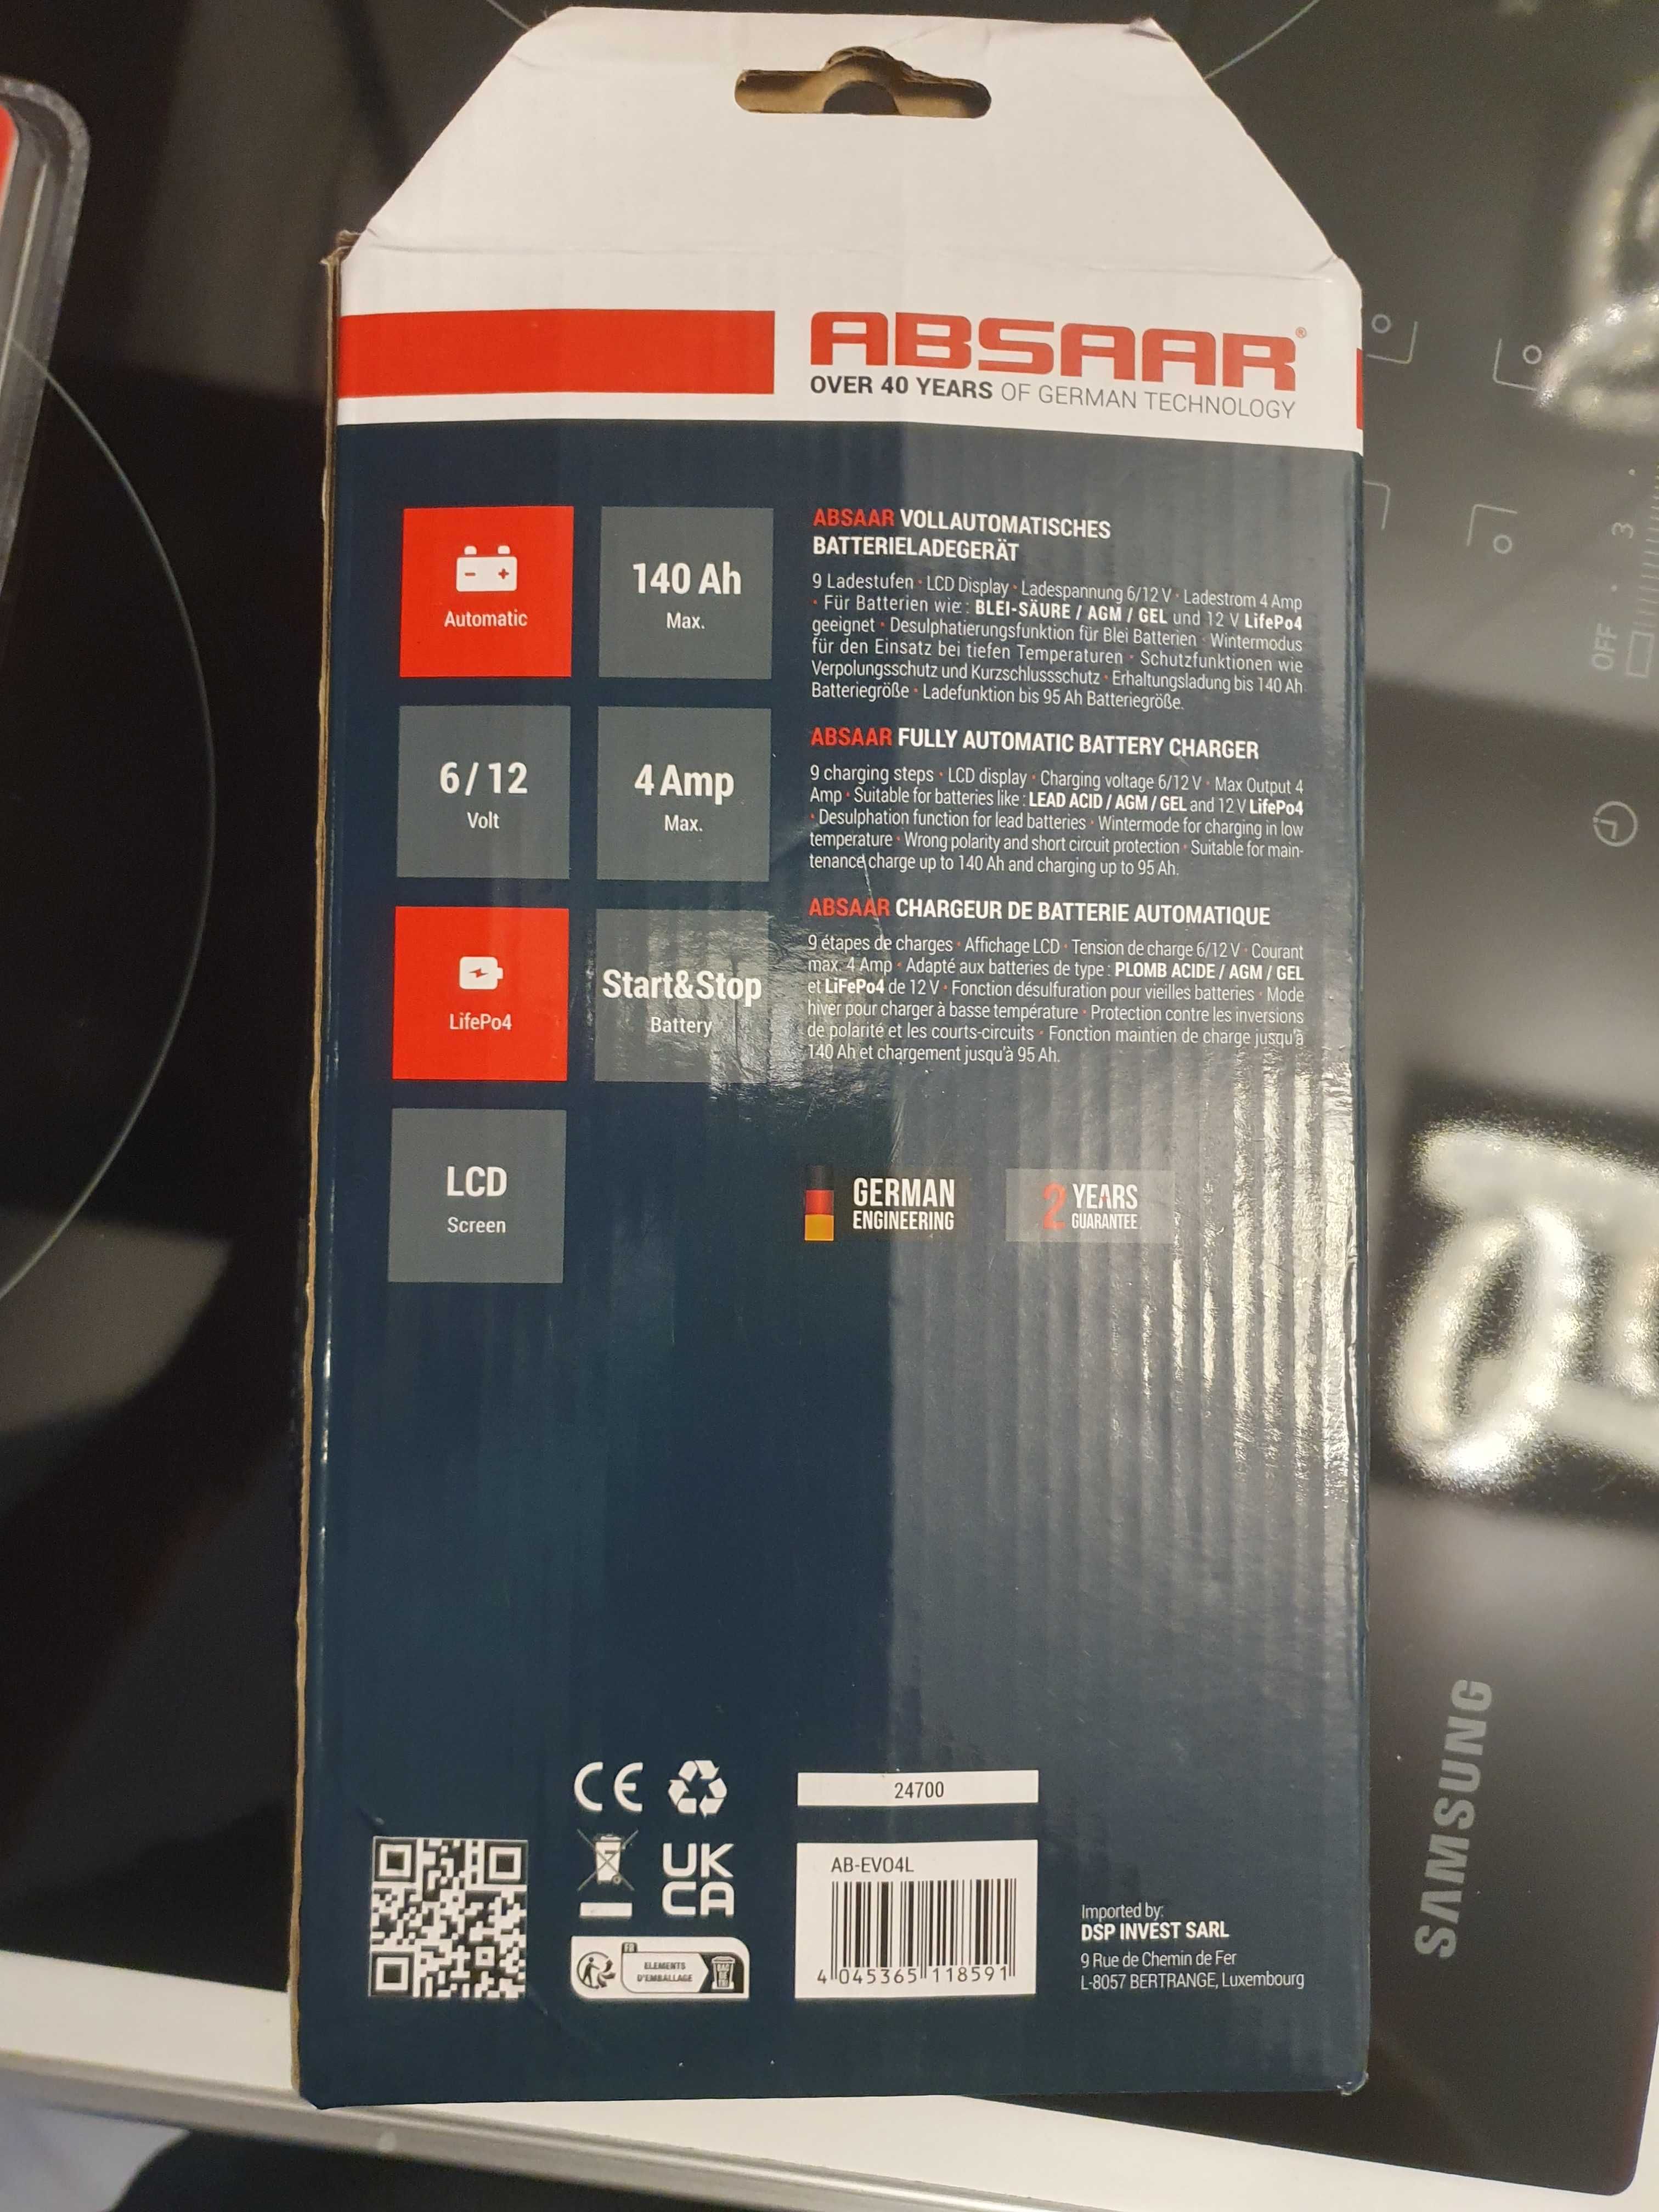 ABSAAR®
OVER 40 YEARS OF GERMAN TECHNOLOGY
Automatic
140 Ah
Max.
6/12
Volt
4 Amp
Max.
LifePo4
Start&Stop
Battery
LCD
Screen
ABSAAR VOLLAUTOMATISCHES
BATTERIELADEGERÄT
9 Ladestufen · LCD Display · Ladespannung 6/12 V · Ladestrom 4 Amp
· Für Batterien wie: BLEI-SÄURE / AGM / GEL und 12 V LifePo4
geeignet · Desulphatierungsfunktion für Blei Batterien · Wintermodus
für den Einsatz bei tiefen Temperaturen · Schutzfunktionen wie
Verpolungsschutz und Kurzschlussschutz · Erhaltungsladung bis 140 Ah
Batteriegröße · Ladefunktion bis 95 Ah Batteriegröße.
ABSAAR FULLY AUTOMATIC BATTERY CHARGER
9 charging steps · LCD display · Charging voltage 6/12 V · Max Output 4
Amp · Suitable for batteries like : LEAD ACID / AGM / GEL and 12 V LifePo4
· Desulphation function for lead batteries · Wintermode for charging in low
temperature · Wrong polarity and short circuit protection · Suitable for main-
tenance charge up to 140 Ah and charging up to 95 Ah.
ABSAAR CHARGEUR DE BATTERIE AUTOMATIQUE
9 étapes de charges · Affichage LCD · Tension de charge 6/12 V · Courant
max. 4 Amp · Adapté aux batteries de type : PLOMB ACIDE / AGM / GEL
et LiFePo4 de 12 V · Fonction désulfuration pour vieilles batteries · Mode
hiver pour charger à basse température · Protection contre les inversions
de polarité et les courts-circuits · Fonction maintien de charge jusqu'à
140 Ah et chargement jusqu'à 95 Ah.
GERMAN
ENGINEERING
2 YEARS
GUARANTEE
CE
UK
CA
FR
ELEMENTS
D'EMBALLAGE
BAC
DE
TRI
24700
AB-EVO4L
4 045365 118591
Imported by:
DSP INVEST SARL
9 Rue de Chemin de Fer
L-8057 BERTRANGE, Luxembourg
OFF
3
SAMSUNG